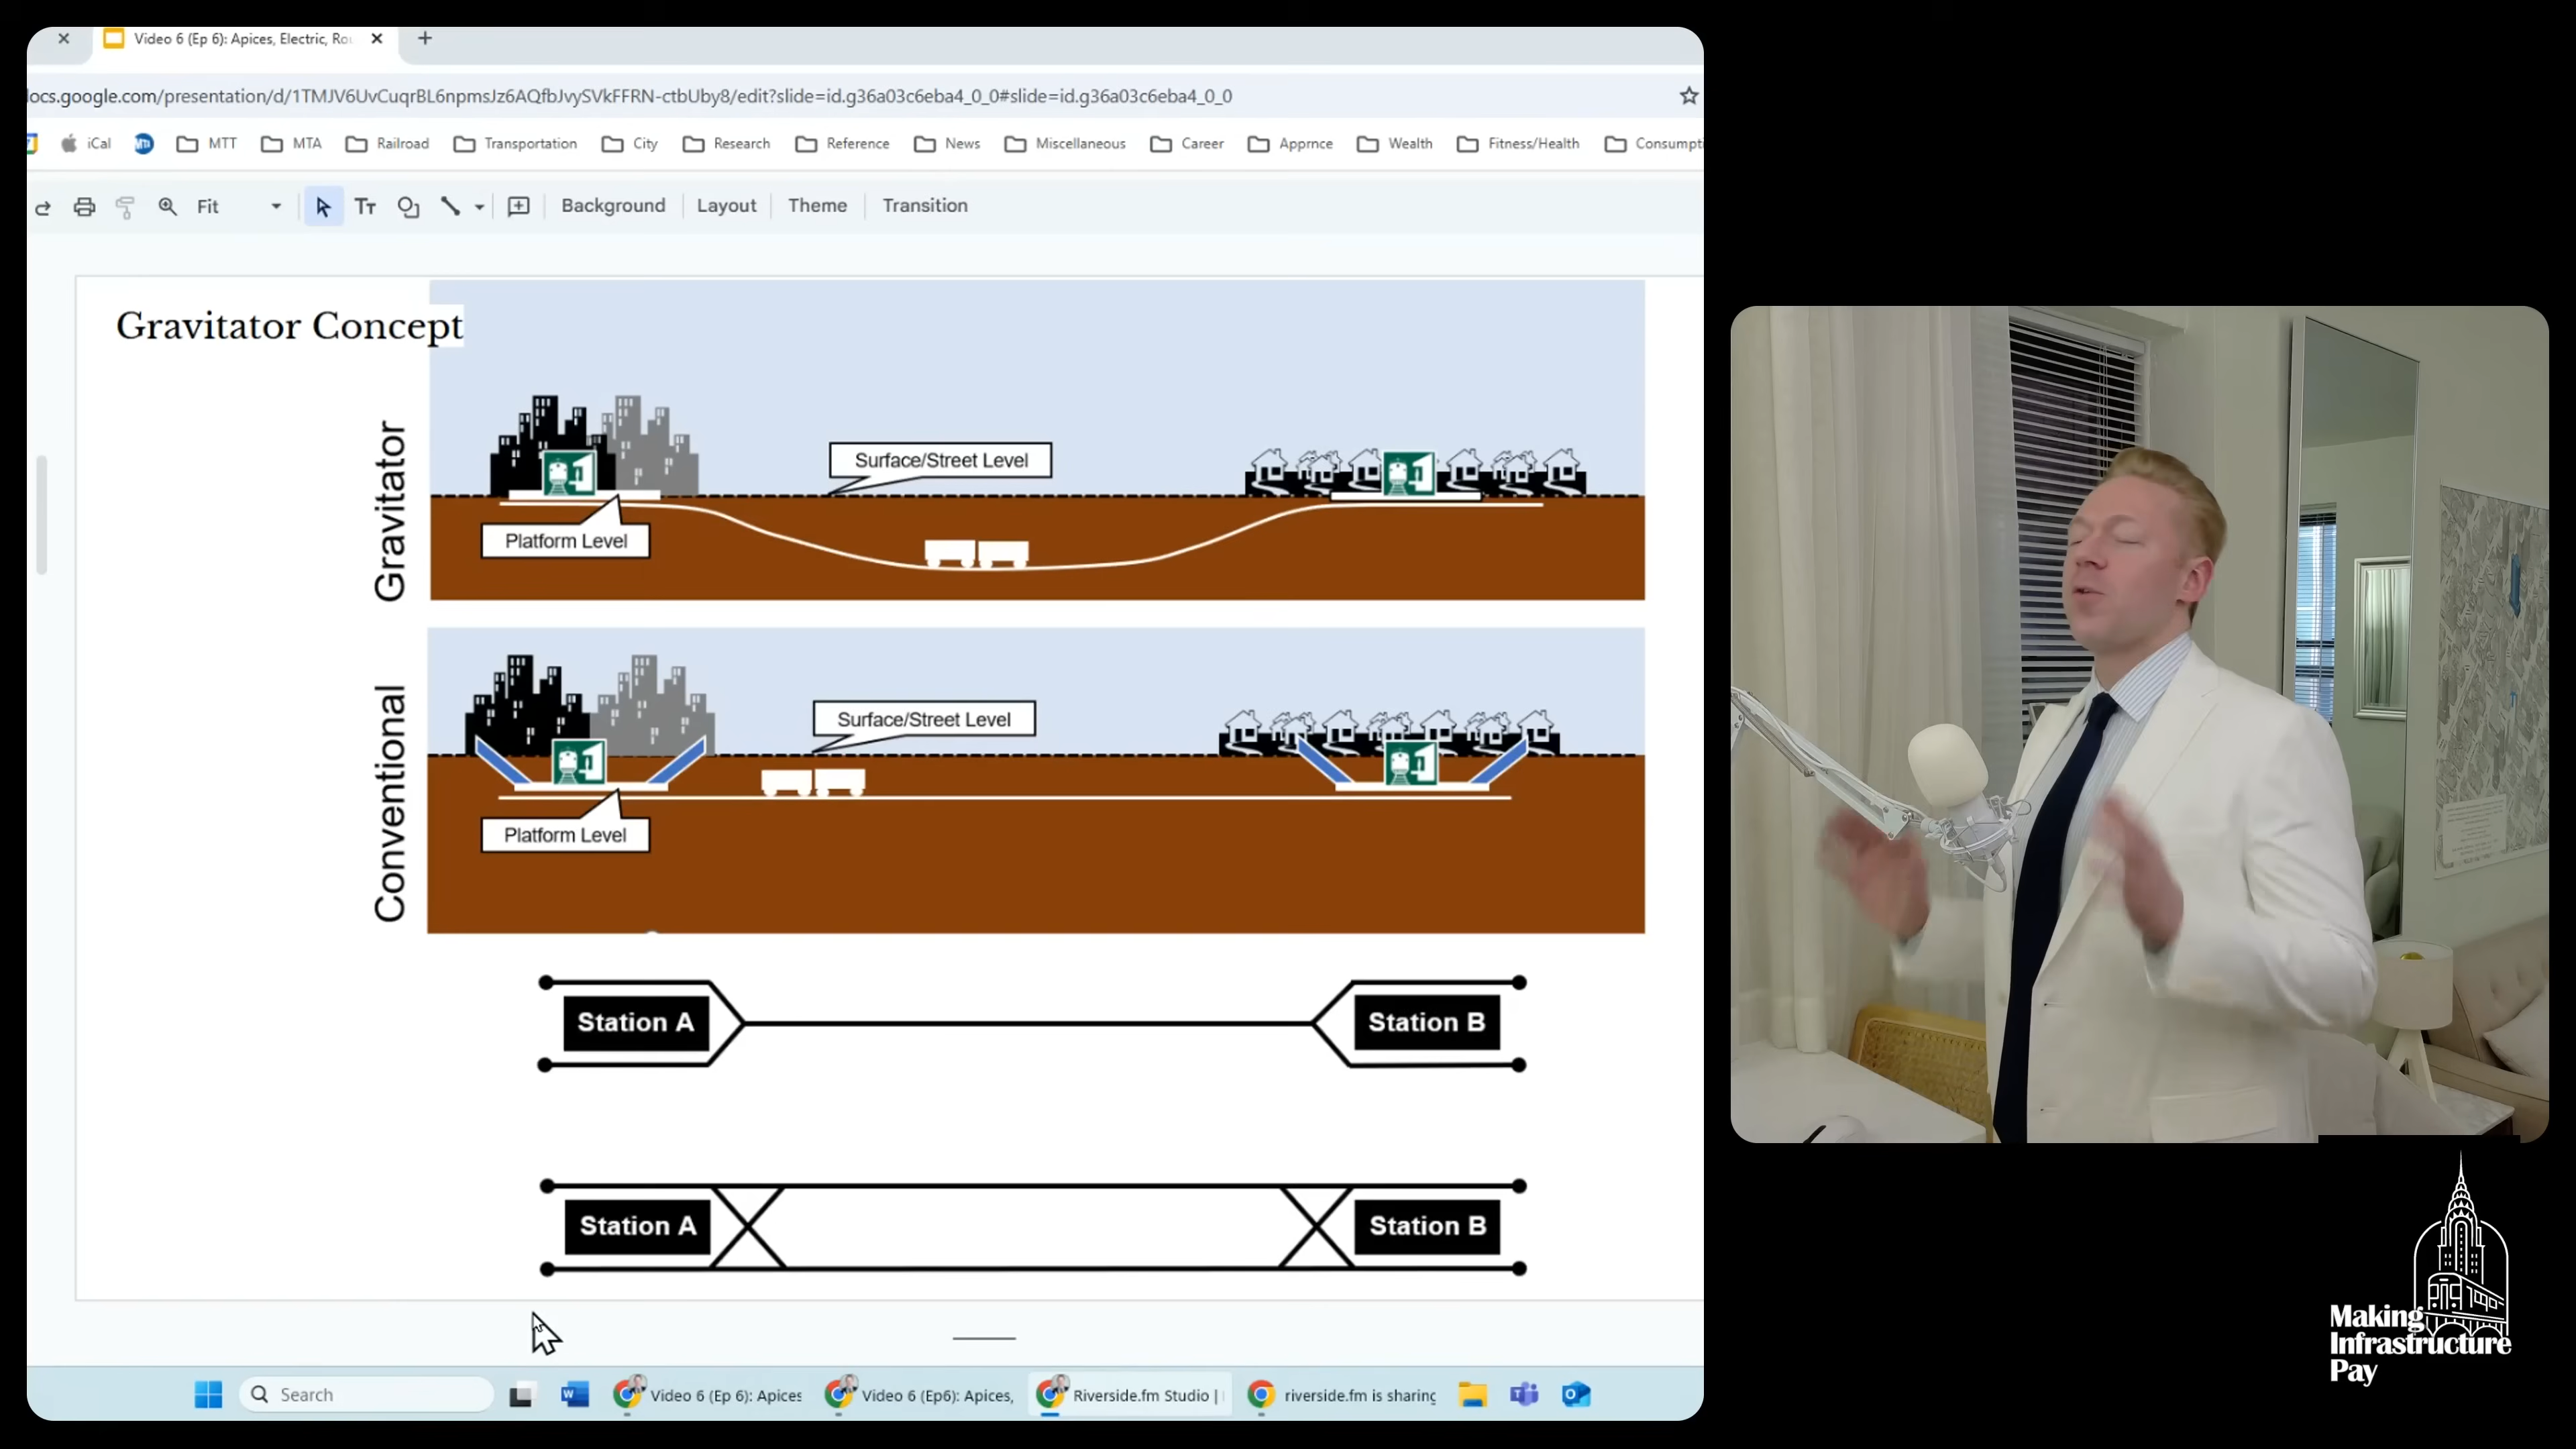 Video 6 (Ep 6): Apices, Electric, Rou
ocs.google.com/presentation/d/1TMJV6UvCuqrBL6npmsJz6AQfbJvySVkFFRN-ctbUby8/edit?slide=id.g36a03c6eba4_0_0#slide=id.g36a03c6eba4_0_0
iCal MTT MTA Railroad Transportation City Research Reference News Miscellaneous Career Apprnce Wealth Fitness/Health Consumpti
Fit Background Layout Theme Transition
Gravitator Concept
Gravitator
Surface/Street Level
Platform Level
Conventional
Surface/Street Level
Platform Level
Station A Station B
Station A Station B
Search Video 6 (Ep 6): Apices Video 6 (Ep6): Apices, Riverside.fm Studio | riverside.fm is sharing
Making
Infrastructure
Pay